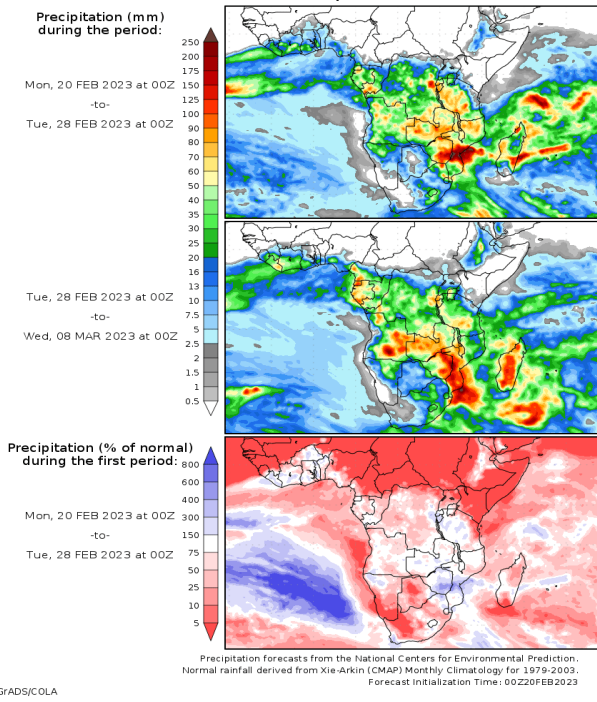 Precipitation (mm)
during the period:
250
200
175
150
125
100
90
80
70
60
50
40
35
30
25
20
16
13
10
7.5
5
2.5
2
1.5
1
0.5
Mon, 20 FEB 2023 at 00Z
-to-
Tue, 28 FEB 2023 at 00Z
Tue, 28 FEB 2023 at 00Z
-to-
Wed, 08 MAR 2023 at 00Z
Precipitation (% of normal)
during the first period:
800
600
400
300
150
75
50
25
10
5
Mon, 20 FEB 2023 at 00Z
-to-
Tue, 28 FEB 2023 at 00Z
Precipitation forecasts from the National Centers for Environmental Prediction.
Normal rainfall derived from Xie-Arkin (CMAP) Monthly Climatology for 1979-2003.
Forecast Initialization Time: 00Z20FEB2023
GrADS/COLA